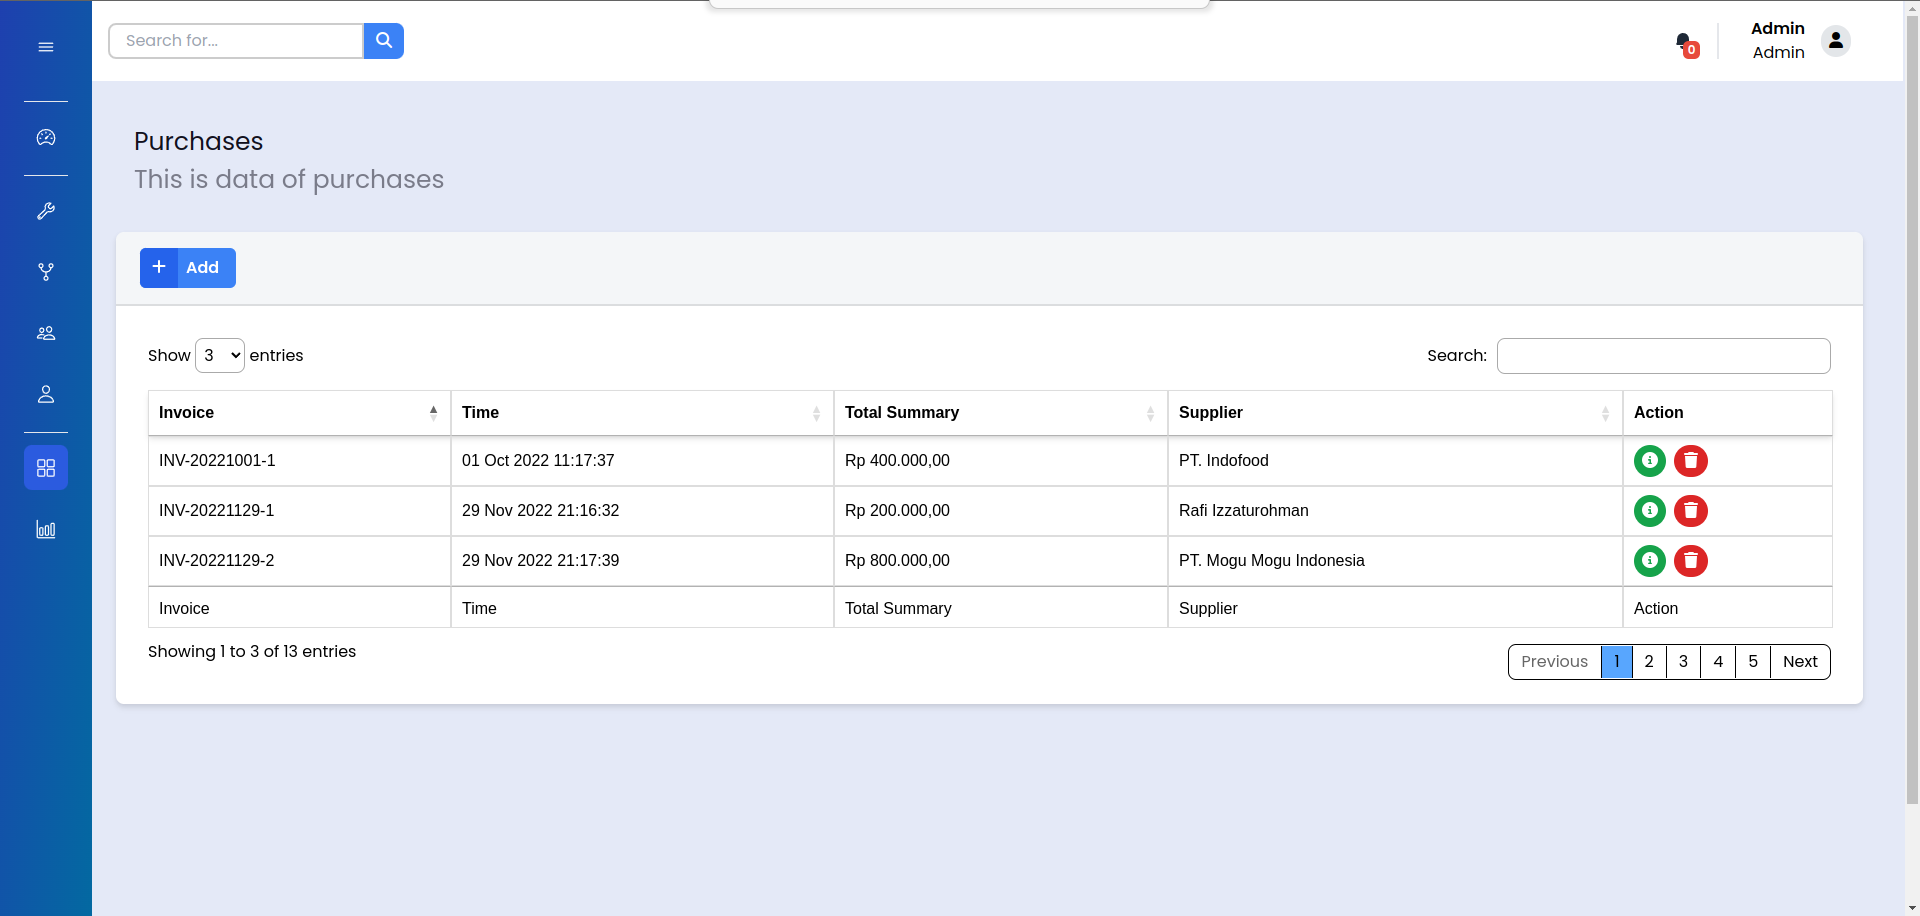 Search for...
0
Admin
Admin
Purchases
This is data of purchases
Add
Show 3 entries
Search:
Invoice Time Total Summary Supplier Action
INV-20221001-1 01 Oct 2022 11:17:37 Rp 400.000,00 PT. Indofood
INV-20221129-1 29 Nov 2022 21:16:32 Rp 200.000,00 Rafi Izzaturohman
INV-20221129-2 29 Nov 2022 21:17:39 Rp 800.000,00 PT. Mogu Mogu Indonesia
Invoice Time Total Summary Supplier Action
Showing 1 to 3 of 13 entries
Previous 1 2 3 4 5 Next